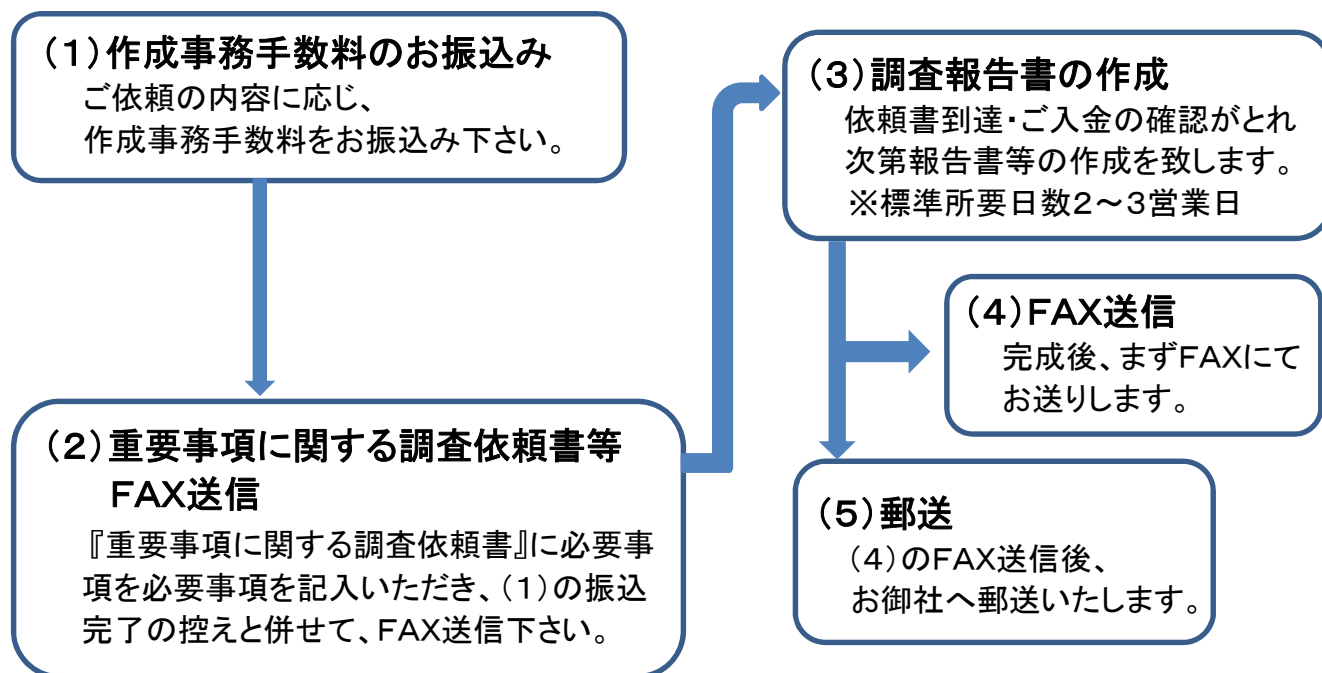 （１）作成事務手数料のお振込み
ご依頼の内容に応じ、
作成事務手数料をお振込み下さい。
（２）重要事項に関する調査依頼書等
FAX送信
『重要事項に関する調査依頼書』に必要事
項を必要事項を記入いただき、（１）の振込
完了の控えと併せて、FAX送信下さい。
（３）調査報告書の作成
依頼書到達・ご入金の確認がとれ
次第報告書等の作成を致します。
※標準所要日数２～３営業日
（４）FAX送信
完成後、まずFAXにて
お送りします。
（５）郵送
（４）のFAX送信後、
お御社へ郵送いたします。